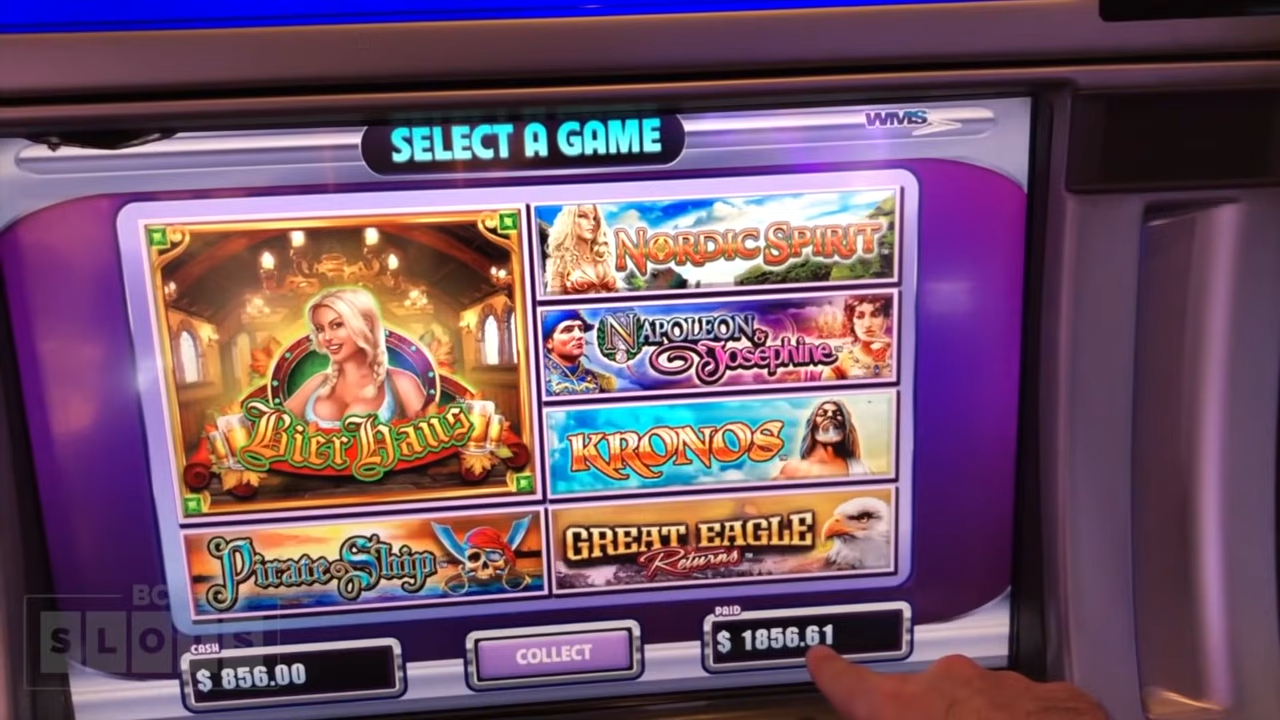 SELECT A GAME
WMS
Bier Haus
NORDIC SPIRIT
NAPOLEON & Josephine
KRONOS
Pirate Ship
GREAT EAGLE
Returns
BC
SLOTS
CASH
$ 856.00
COLLECT
PAID
$ 1856.61